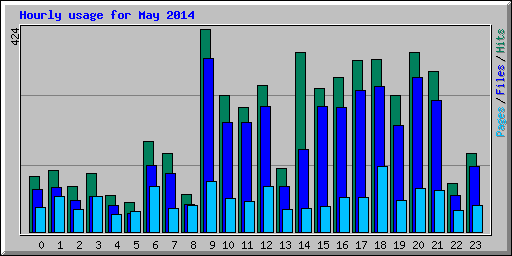 Hourly usage for May 2014
424
Pages / Files / Hits
0 1 2 3 4 5 6 7 8 9 10 11 12 13 14 15 16 17 18 19 20 21 22 23